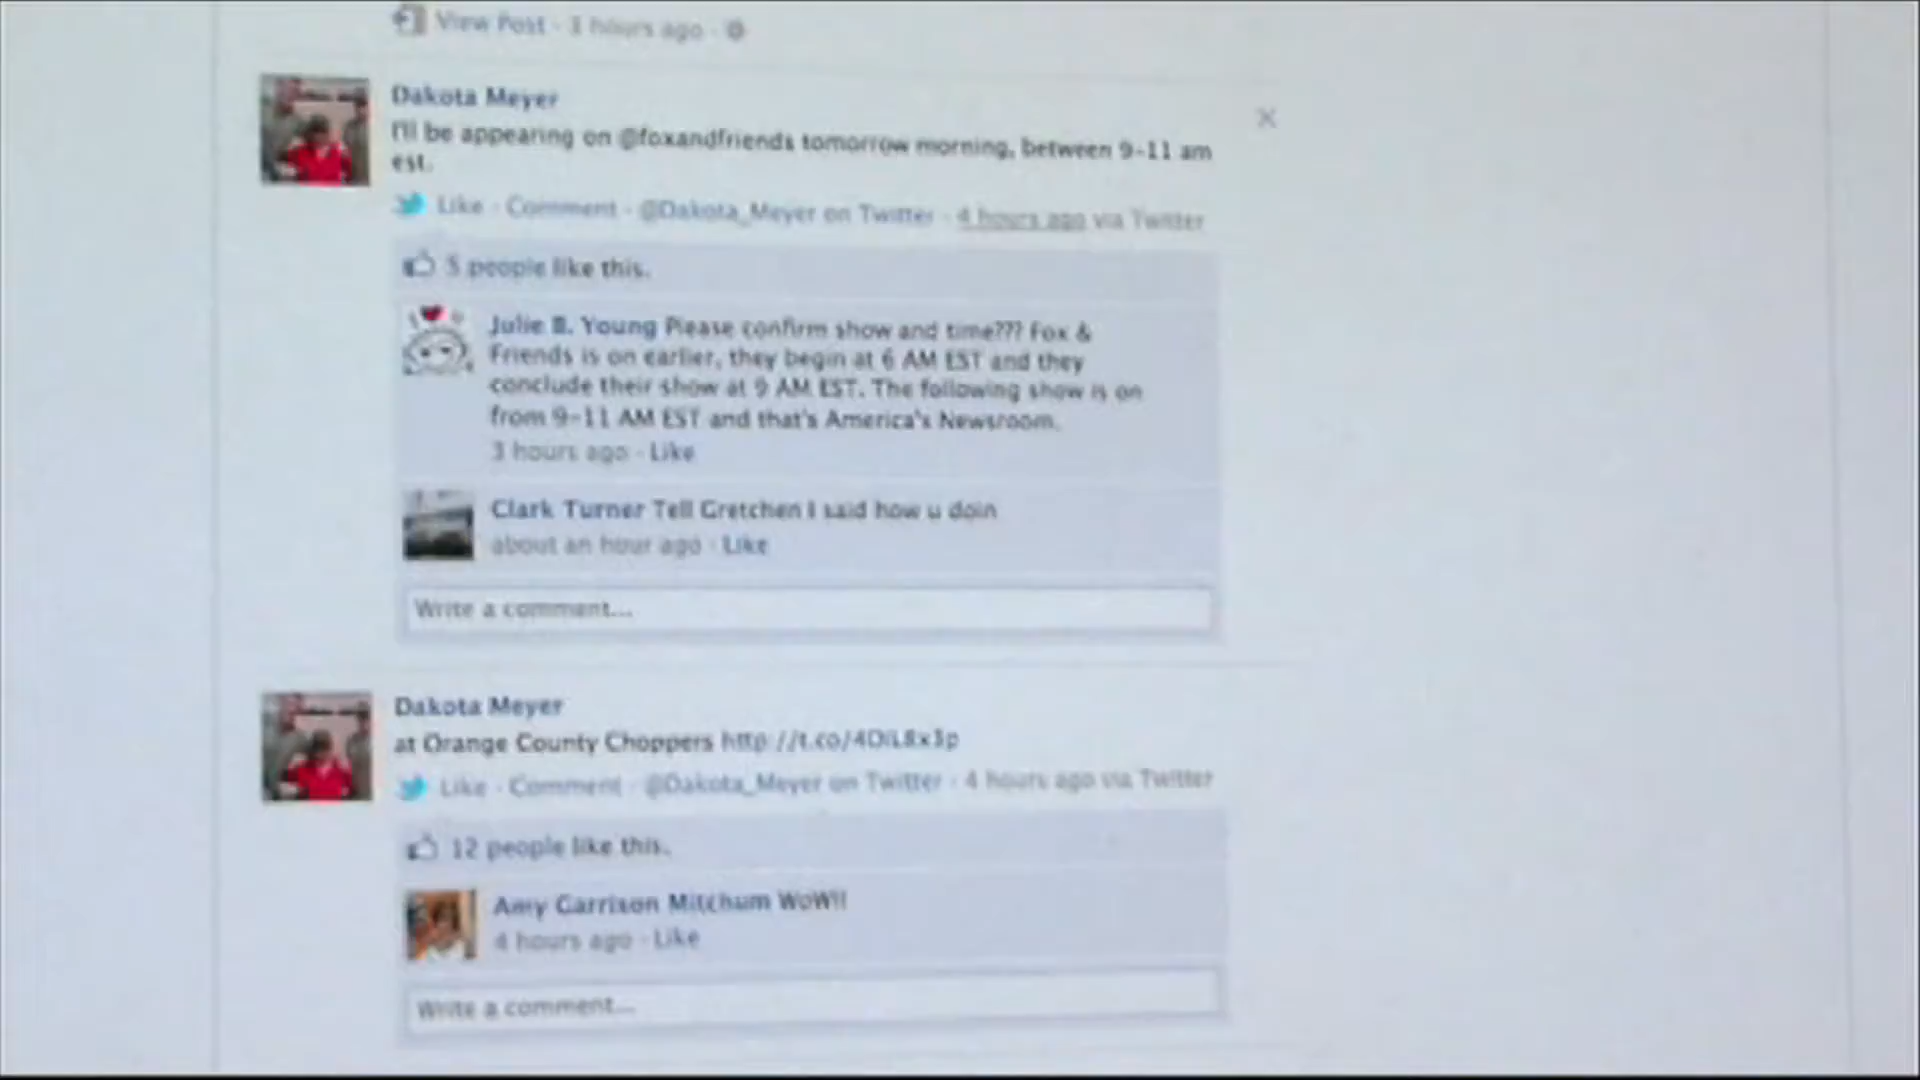 View Post · 3 hours ago ·
Dakota Meyer
I'll be appearing on @foxandfriends tomorrow morning, between 9-11 am
est.
Like · Comment · @Dakota_Meyer on Twitter · 4 hours ago via Twitter
5 people like this.
Julie B. Young Please confirm show and time??? Fox &
Friends is on earlier, they begin at 6 AM EST and they
conclude their show at 9 AM EST. The following show is on
from 9-11 AM EST and that's America's Newsroom.
3 hours ago · Like
Clark Turner Tell Gretchen I said how u doin
about an hour ago · Like
Write a comment...
Dakota Meyer
at Orange County Choppers
Like · Comment · @Dakota_Meyer on Twitter · 4 hours ago via Twitter
12 people like this.
Amy Garrison Mitchum WoW!!
4 hours ago · Like
Write a comment...